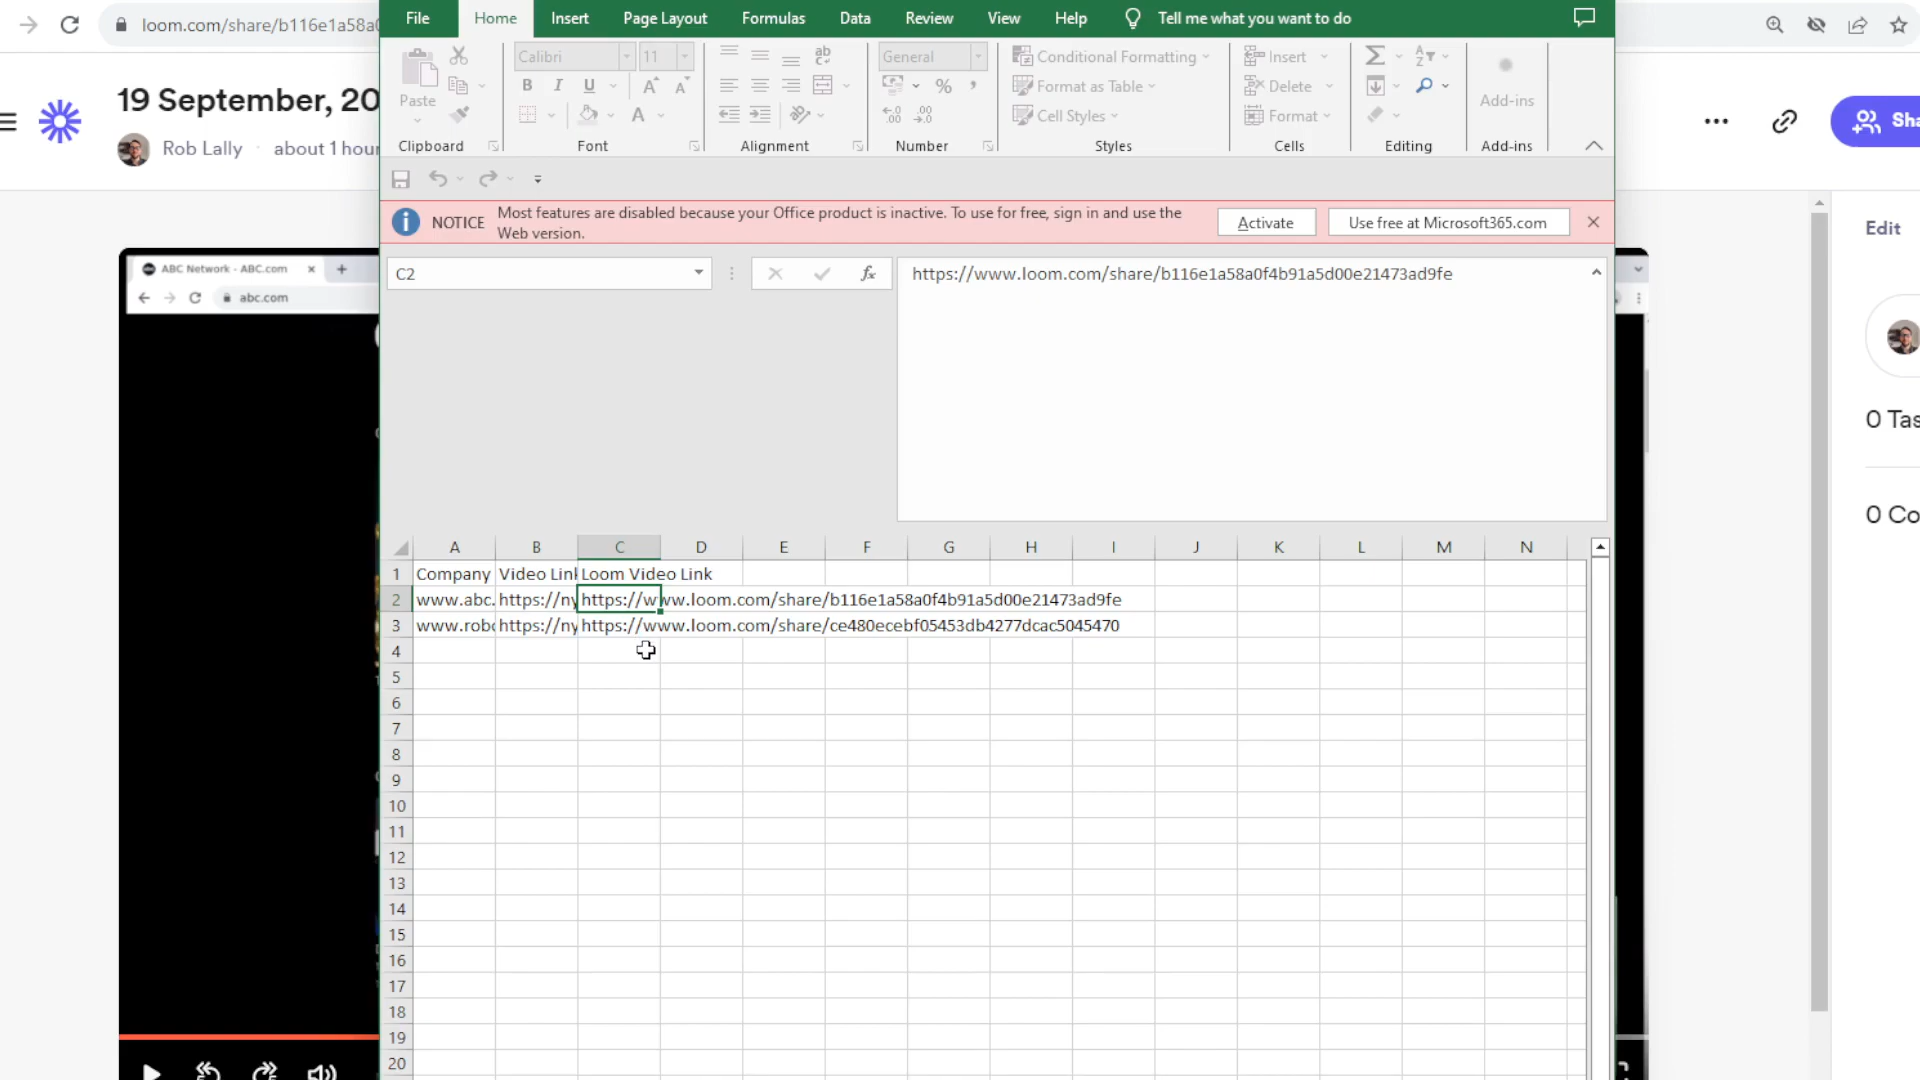 loom.com/share/b116e1a58a0
File Home Insert Page Layout Formulas Data Review View Help Tell me what you want to do
19 September, 20
Rob Lally · about 1 hour
Paste
Calibri 11
B I U
A A A
ab
General
% ,
Conditional Formatting
Format as Table
Cell Styles
Insert
Delete
Format
Add-ins
Clipboard Font Alignment Number Styles Cells Editing Add-ins
Sha
NOTICE Most features are disabled because your Office product is inactive. To use for free, sign in and use the
Web version.
Activate Use free at Microsoft365.com
Edit
ABC Network - ABC.com
abc.com
C2 fx https://www.loom.com/share/b116e1a58a0f4b91a5d00e21473ad9fe
0 Tas
0 Co
A B C D E F G H I J K L M N
1 Company Video Link Loom Video Link
2 www.abc. https://ny https://www.loom.com/share/b116e1a58a0f4b91a5d00e21473ad9fe
3 www.robo https://ny https://www.loom.com/share/ce480ecebf05453db4277dcac5045470
4
5
6
7
8
9
10
11
12
13
14
15
16
17
18
19
20